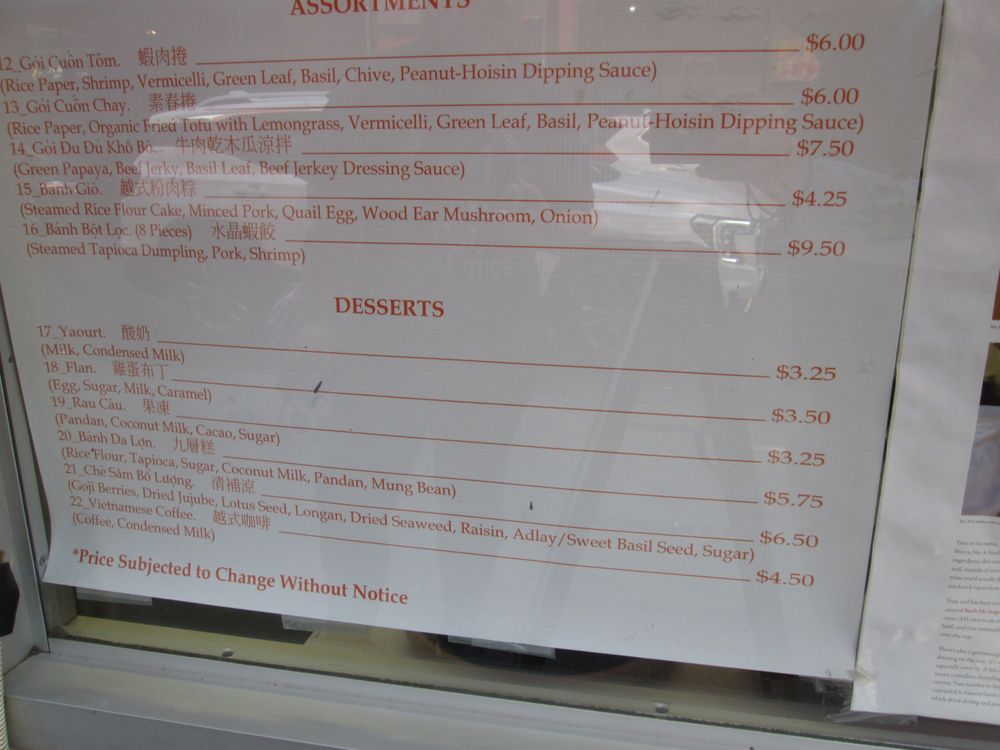 ASSORTMENTS
12_Gỏi Cuốn Tôm. 蝦肉捲 $6.00
(Rice Paper, Shrimp, Vermicelli, Green Leaf, Basil, Chive, Peanut-Hoisin Dipping Sauce)
13_Gỏi Cuốn Chay. 素春捲 $6.00
(Rice Paper, Organic Fried Tofu with Lemongrass, Vermicelli, Green Leaf, Basil, Peanut-Hoisin Dipping Sauce)
14_Gỏi Đu Đủ Khô Bò. 牛肉乾木瓜涼拌 $7.50
(Green Papaya, Beef Jerky, Basil Leaf, Beef Jerkey Dressing Sauce)
15_Bánh Giò. 越式粉肉粽 $4.25
(Steamed Rice Flour Cake, Minced Pork, Quail Egg, Wood Ear Mushroom, Onion)
16_Bánh Bột Lọc. (8 Pieces) 水晶蝦餃 $9.50
(Steamed Tapioca Dumpling, Pork, Shrimp)
DESSERTS
17_Yaourt. 酸奶 $3.25
(Milk, Condensed Milk)
18_Flan. 雞蛋布丁 $3.50
(Egg, Sugar, Milk, Caramel)
19_Rau Câu. 果凍 $3.25
(Pandan, Coconut Milk, Cacao, Sugar)
20_Bánh Da Lợn. 九層糕 $5.75
(Rice Flour, Tapioca, Sugar, Coconut Milk, Pandan, Mung Bean)
21_Chè Sâm Bổ Lượng. 清補涼 $6.50
(Goji Berries, Dried Jujube, Lotus Seed, Longan, Dried Seaweed, Raisin, Adlay/Sweet Basil Seed, Sugar)
22_Vietnamese Coffee. 越式咖啡 $4.50
(Coffee, Condensed Milk)
*Price Subjected to Change Without Notice